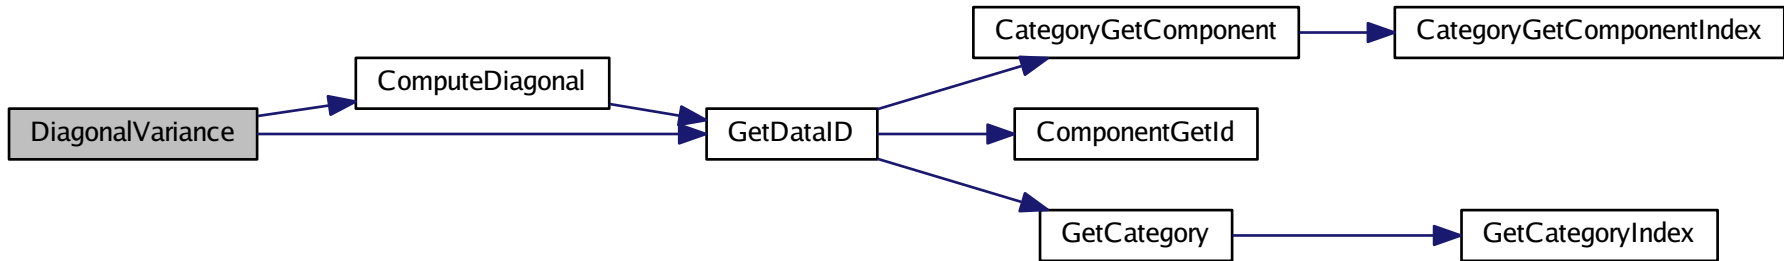 DiagonalVariance
ComputeDiagonal
GetDataID
CategoryGetComponent
CategoryGetComponentIndex
ComponentGetId
GetCategory
GetCategoryIndex